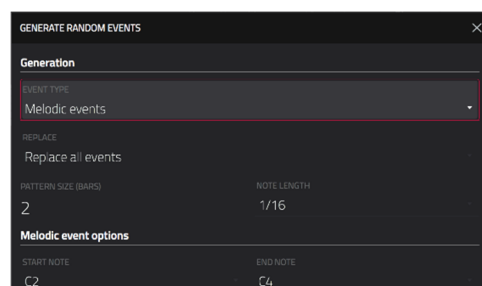 GENERATE RANDOM EVENTS
Generation
EVENT TYPE
Melodic events
REPLACE
Replace all events
PATTERN SIZE (BARS) NOTE LENGTH
2 1/16
Melodic event options
START NOTE END NOTE
C2 C4